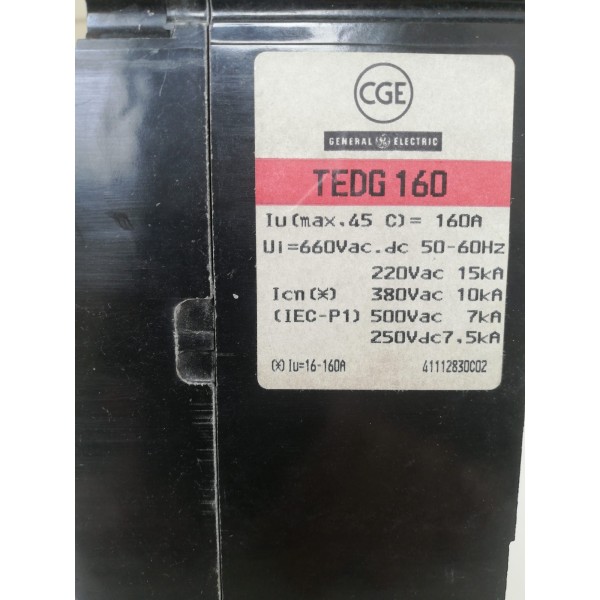 CGE
GENERAL GE ELECTRIC
TEDG 160
Iu(max.45 C)= 160A
Ui=660Vac.dc 50-60Hz
220Vac 15kA
Icn(*) 380Vac 10kA
(IEC-P1) 500Vac 7kA
250Vdc7.5kA
(*) Iu=16-160A 41112830C02